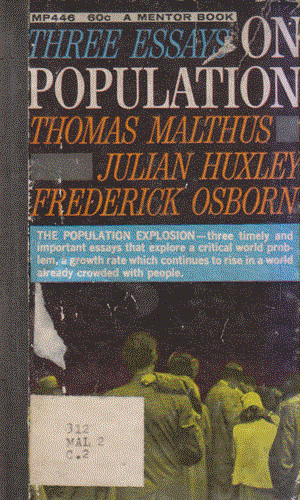 MP446 60c A MENTOR BOOK
THREE ESSAYS ON
POPULATION
THOMAS MALTHUS
JULIAN HUXLEY
FREDERICK OSBORN
THE POPULATION EXPLOSION—three timely and
important essays that explore a critical world prob-
lem, a growth rate which continues to rise in a world
already crowded with people.
312
MAL 2
C.2